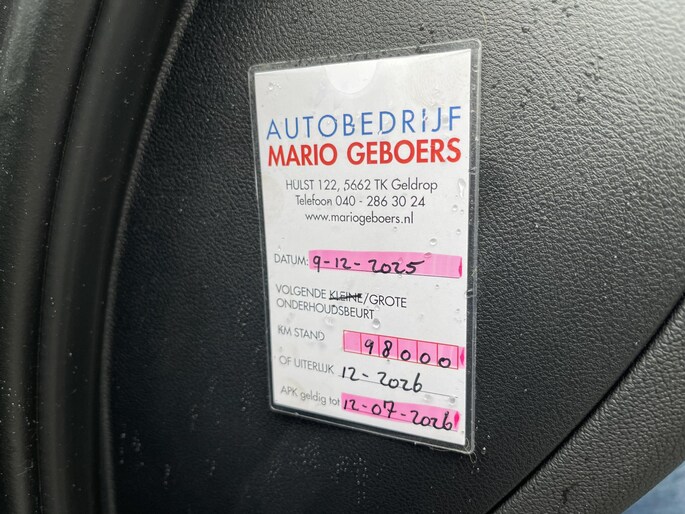 AUTOBEDRIJF
MARIO GEBOERS
HULST 122, 5662 TK Geldrop
Telefoon 040 - 286 30 24
www.mariogeboers.nl
DATUM: 9-12-2025
VOLGENDE KLEINE/GROTE
ONDERHOUDSBEURT
KM STAND 98000
OF UITERLIJK 12-2026
APK geldig tot 12-07-2026